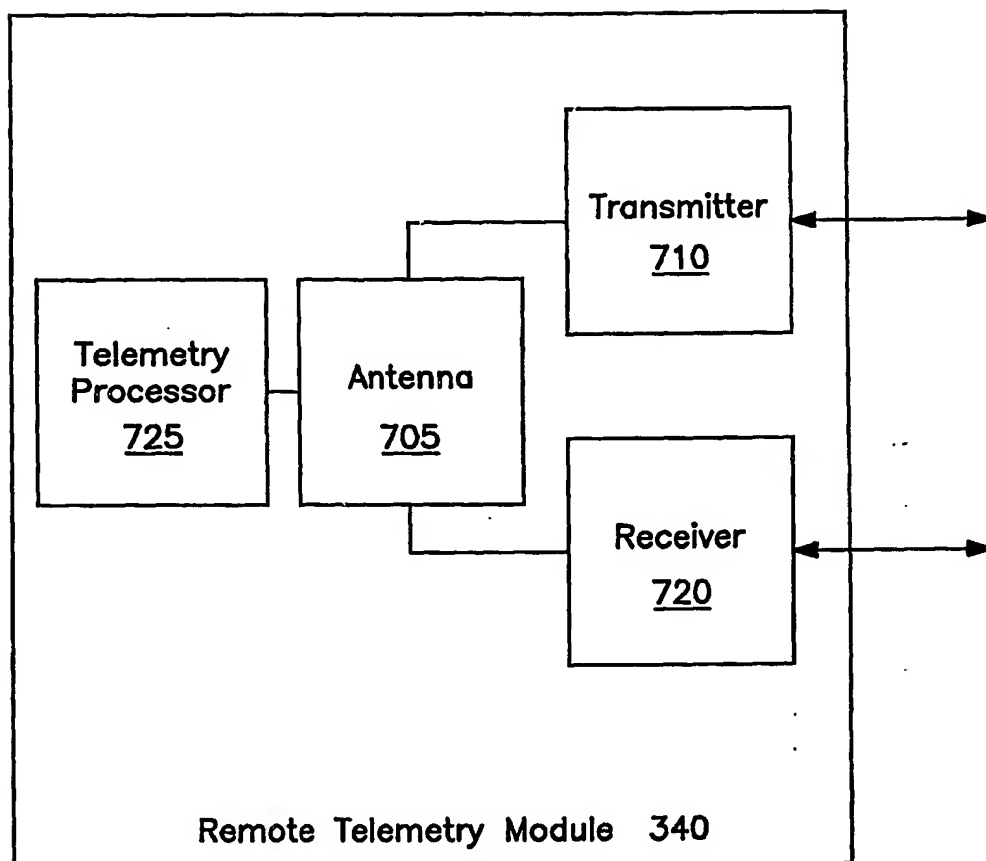 Transmitter
710
Telemetry
Processor
725
Antenna
705
Receiver
720
Remote Telemetry Module 340